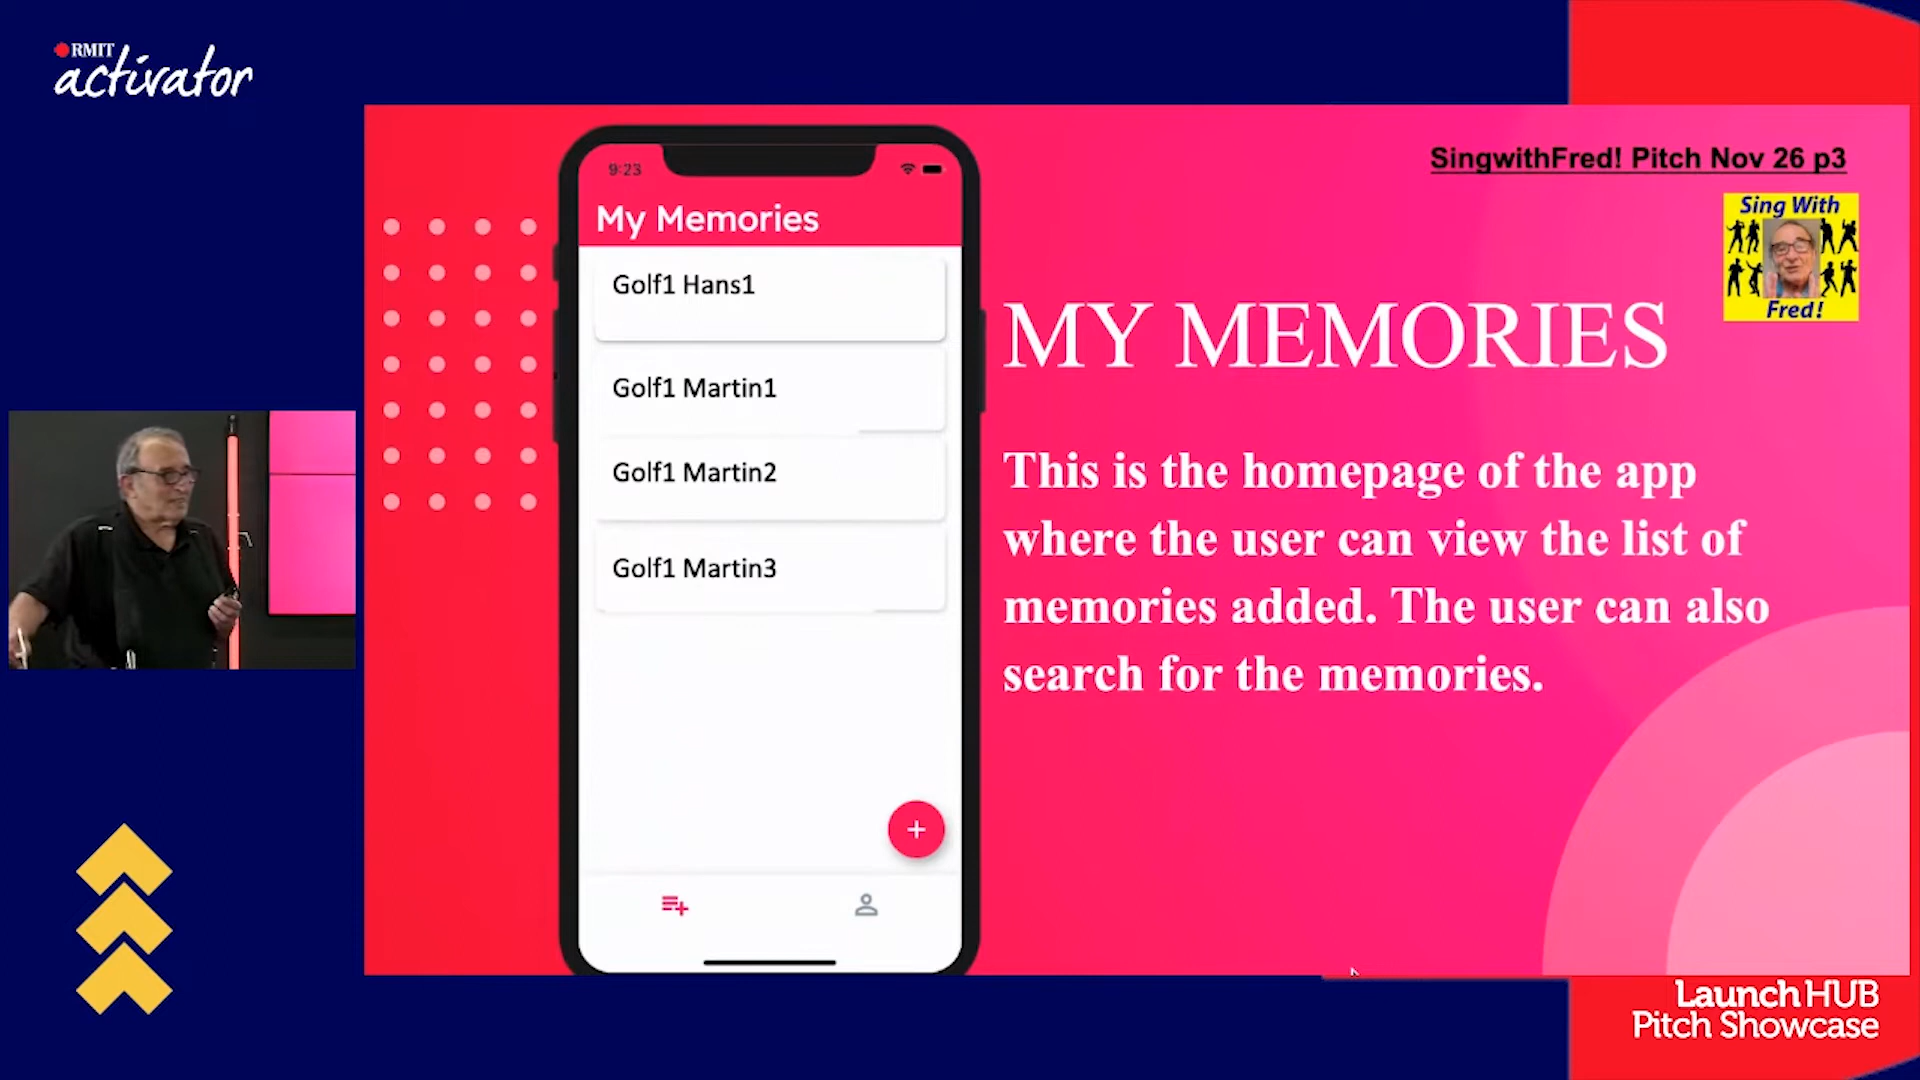 RMIT
activator
SingwithFred! Pitch Nov 26 p3
Sing With
Fred!
9:23
My Memories
Golf1 Hans1
Golf1 Martin1
Golf1 Martin2
Golf1 Martin3
+
MY MEMORIES
This is the homepage of the app
where the user can view the list of
memories added. The user can also
search for the memories.
Launch HUB
Pitch Showcase